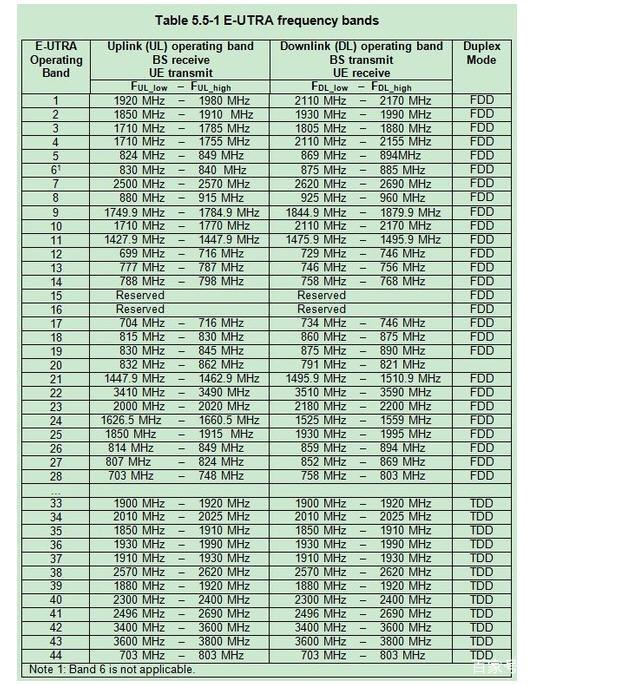 Table 5.5-1 E-UTRA frequency bands
E-UTRA Operating Band Uplink (UL) operating band BS receive UE transmit Downlink (DL) operating band BS transmit UE receive Duplex Mode
FUL_low – FUL_high FDL_low – FDL_high
1 1920 MHz – 1980 MHz 2110 MHz – 2170 MHz FDD
2 1850 MHz – 1910 MHz 1930 MHz – 1990 MHz FDD
3 1710 MHz – 1785 MHz 1805 MHz – 1880 MHz FDD
4 1710 MHz – 1755 MHz 2110 MHz – 2155 MHz FDD
5 824 MHz – 849 MHz 869 MHz – 894MHz FDD
6¹ 830 MHz – 840 MHz 875 MHz – 885 MHz FDD
7 2500 MHz – 2570 MHz 2620 MHz – 2690 MHz FDD
8 880 MHz – 915 MHz 925 MHz – 960 MHz FDD
9 1749.9 MHz – 1784.9 MHz 1844.9 MHz – 1879.9 MHz FDD
10 1710 MHz – 1770 MHz 2110 MHz – 2170 MHz FDD
11 1427.9 MHz – 1447.9 MHz 1475.9 MHz – 1495.9 MHz FDD
12 699 MHz – 716 MHz 729 MHz – 746 MHz FDD
13 777 MHz – 787 MHz 746 MHz – 756 MHz FDD
14 788 MHz – 798 MHz 758 MHz – 768 MHz FDD
15 Reserved Reserved FDD
16 Reserved Reserved FDD
17 704 MHz – 716 MHz 734 MHz – 746 MHz FDD
18 815 MHz – 830 MHz 860 MHz – 875 MHz FDD
19 830 MHz – 845 MHz 875 MHz – 890 MHz FDD
20 832 MHz – 862 MHz 791 MHz – 821 MHz
21 1447.9 MHz – 1462.9 MHz 1495.9 MHz – 1510.9 MHz FDD
22 3410 MHz – 3490 MHz 3510 MHz – 3590 MHz FDD
23 2000 MHz – 2020 MHz 2180 MHz – 2200 MHz FDD
24 1626.5 MHz – 1660.5 MHz 1525 MHz – 1559 MHz FDD
25 1850 MHz – 1915 MHz 1930 MHz – 1995 MHz FDD
26 814 MHz – 849 MHz 859 MHz – 894 MHz FDD
27 807 MHz – 824 MHz 852 MHz – 869 MHz FDD
28 703 MHz – 748 MHz 758 MHz – 803 MHz FDD
...
33 1900 MHz – 1920 MHz 1900 MHz – 1920 MHz TDD
34 2010 MHz – 2025 MHz 2010 MHz – 2025 MHz TDD
35 1850 MHz – 1910 MHz 1850 MHz – 1910 MHz TDD
36 1930 MHz – 1990 MHz 1930 MHz – 1990 MHz TDD
37 1910 MHz – 1930 MHz 1910 MHz – 1930 MHz TDD
38 2570 MHz – 2620 MHz 2570 MHz – 2620 MHz TDD
39 1880 MHz – 1920 MHz 1880 MHz – 1920 MHz TDD
40 2300 MHz – 2400 MHz 2300 MHz – 2400 MHz TDD
41 2496 MHz – 2690 MHz 2496 MHz – 2690 MHz TDD
42 3400 MHz – 3600 MHz 3400 MHz – 3600 MHz TDD
43 3600 MHz – 3800 MHz 3600 MHz – 3800 MHz TDD
44 703 MHz – 803 MHz 703 MHz – 803 MHz TDD
Note 1: Band 6 is not applicable.